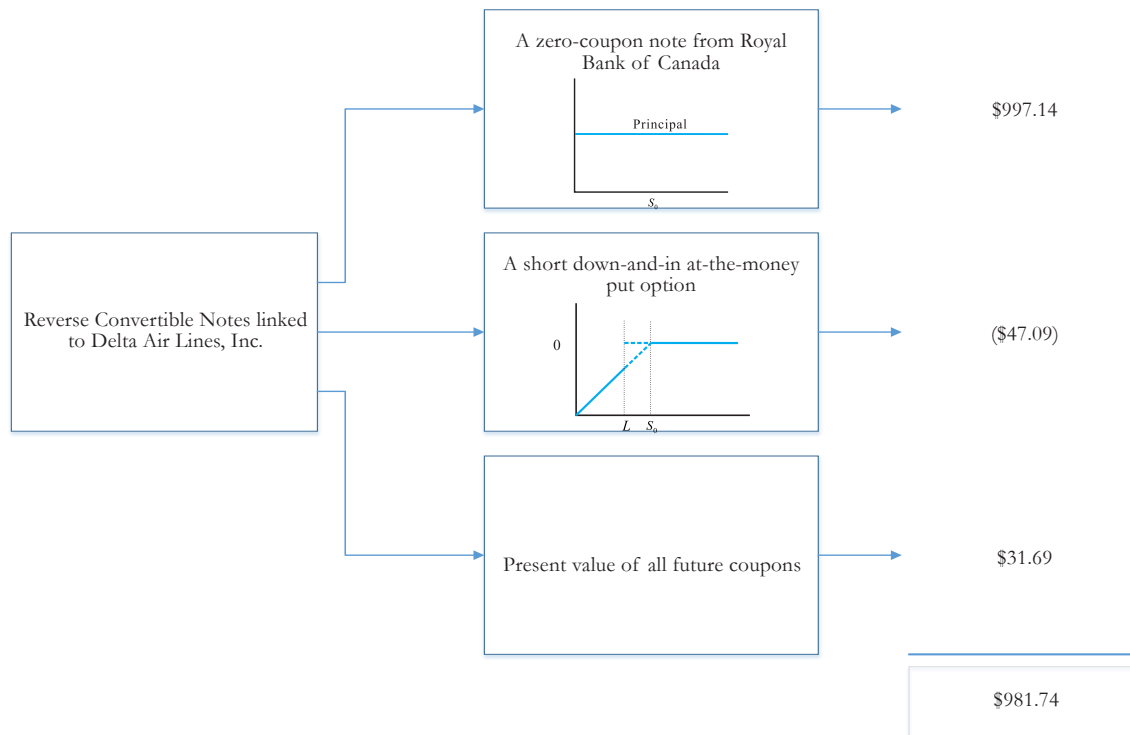 A zero-coupon note from Royal
Bank of Canada
Principal
S₀
$997.14
Reverse Convertible Notes linked
to Delta Air Lines, Inc.
A short down-and-in at-the-money
put option
0
L S₀
($47.09)
Present value of all future coupons
$31.69
$981.74